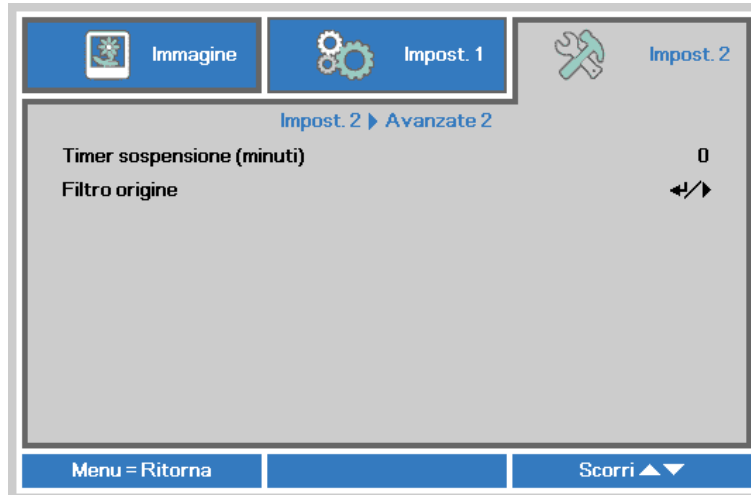 Immagine
Impost. 1
Impost. 2
Impost. 2 ▶ Avanzate 2
Timer sospensione (minuti) 0
Filtro origine ↵/▶
Menu = Ritorna
Scorri ▲▼